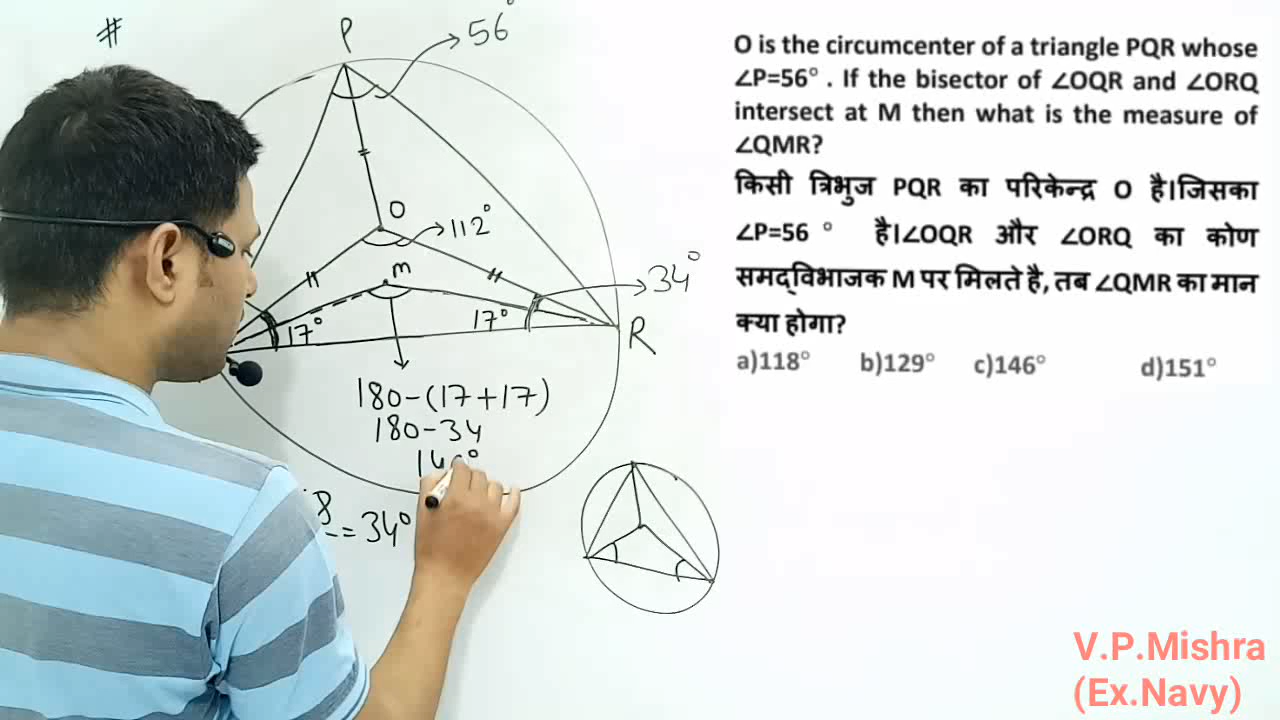 #
P
56°
O
112°
m
34°
17°
17°
R
180-(17+17)
180-34
= 34°
O is the circumcenter of a triangle PQR whose
∠P=56° . If the bisector of ∠OQR and ∠ORQ
intersect at M then what is the measure of
∠QMR?
किसी त्रिभुज PQR का परिकेन्द्र O है।जिसका
∠P=56 ° है।∠OQR और ∠ORQ का कोण
समद्विभाजक M पर मिलते है, तब ∠QMR का मान
क्या होगा?
a)118° b)129° c)146° d)151°
V.P.Mishra
(Ex.Navy)